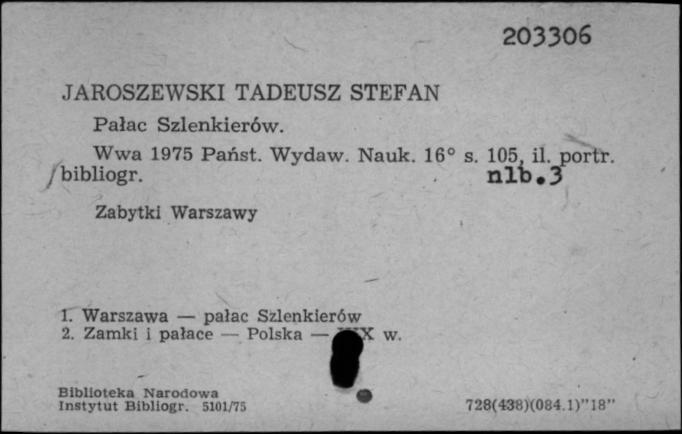 203306
JAROSZEWSKI TADEUSZ STEFAN
Pałac Szlenkierów.
Wwa 1975 Państ. Wydaw. Nauk. 16° s. 105, il. portr.
bibliogr. nlb.3
Zabytki Warszawy
1. Warszawa — pałac Szlenkierów
2. Zamki i pałace — Polska — w.
Biblioteka Narodowa
Instytut Bibliogr. 5101/75 728(438)(084.1)"18"